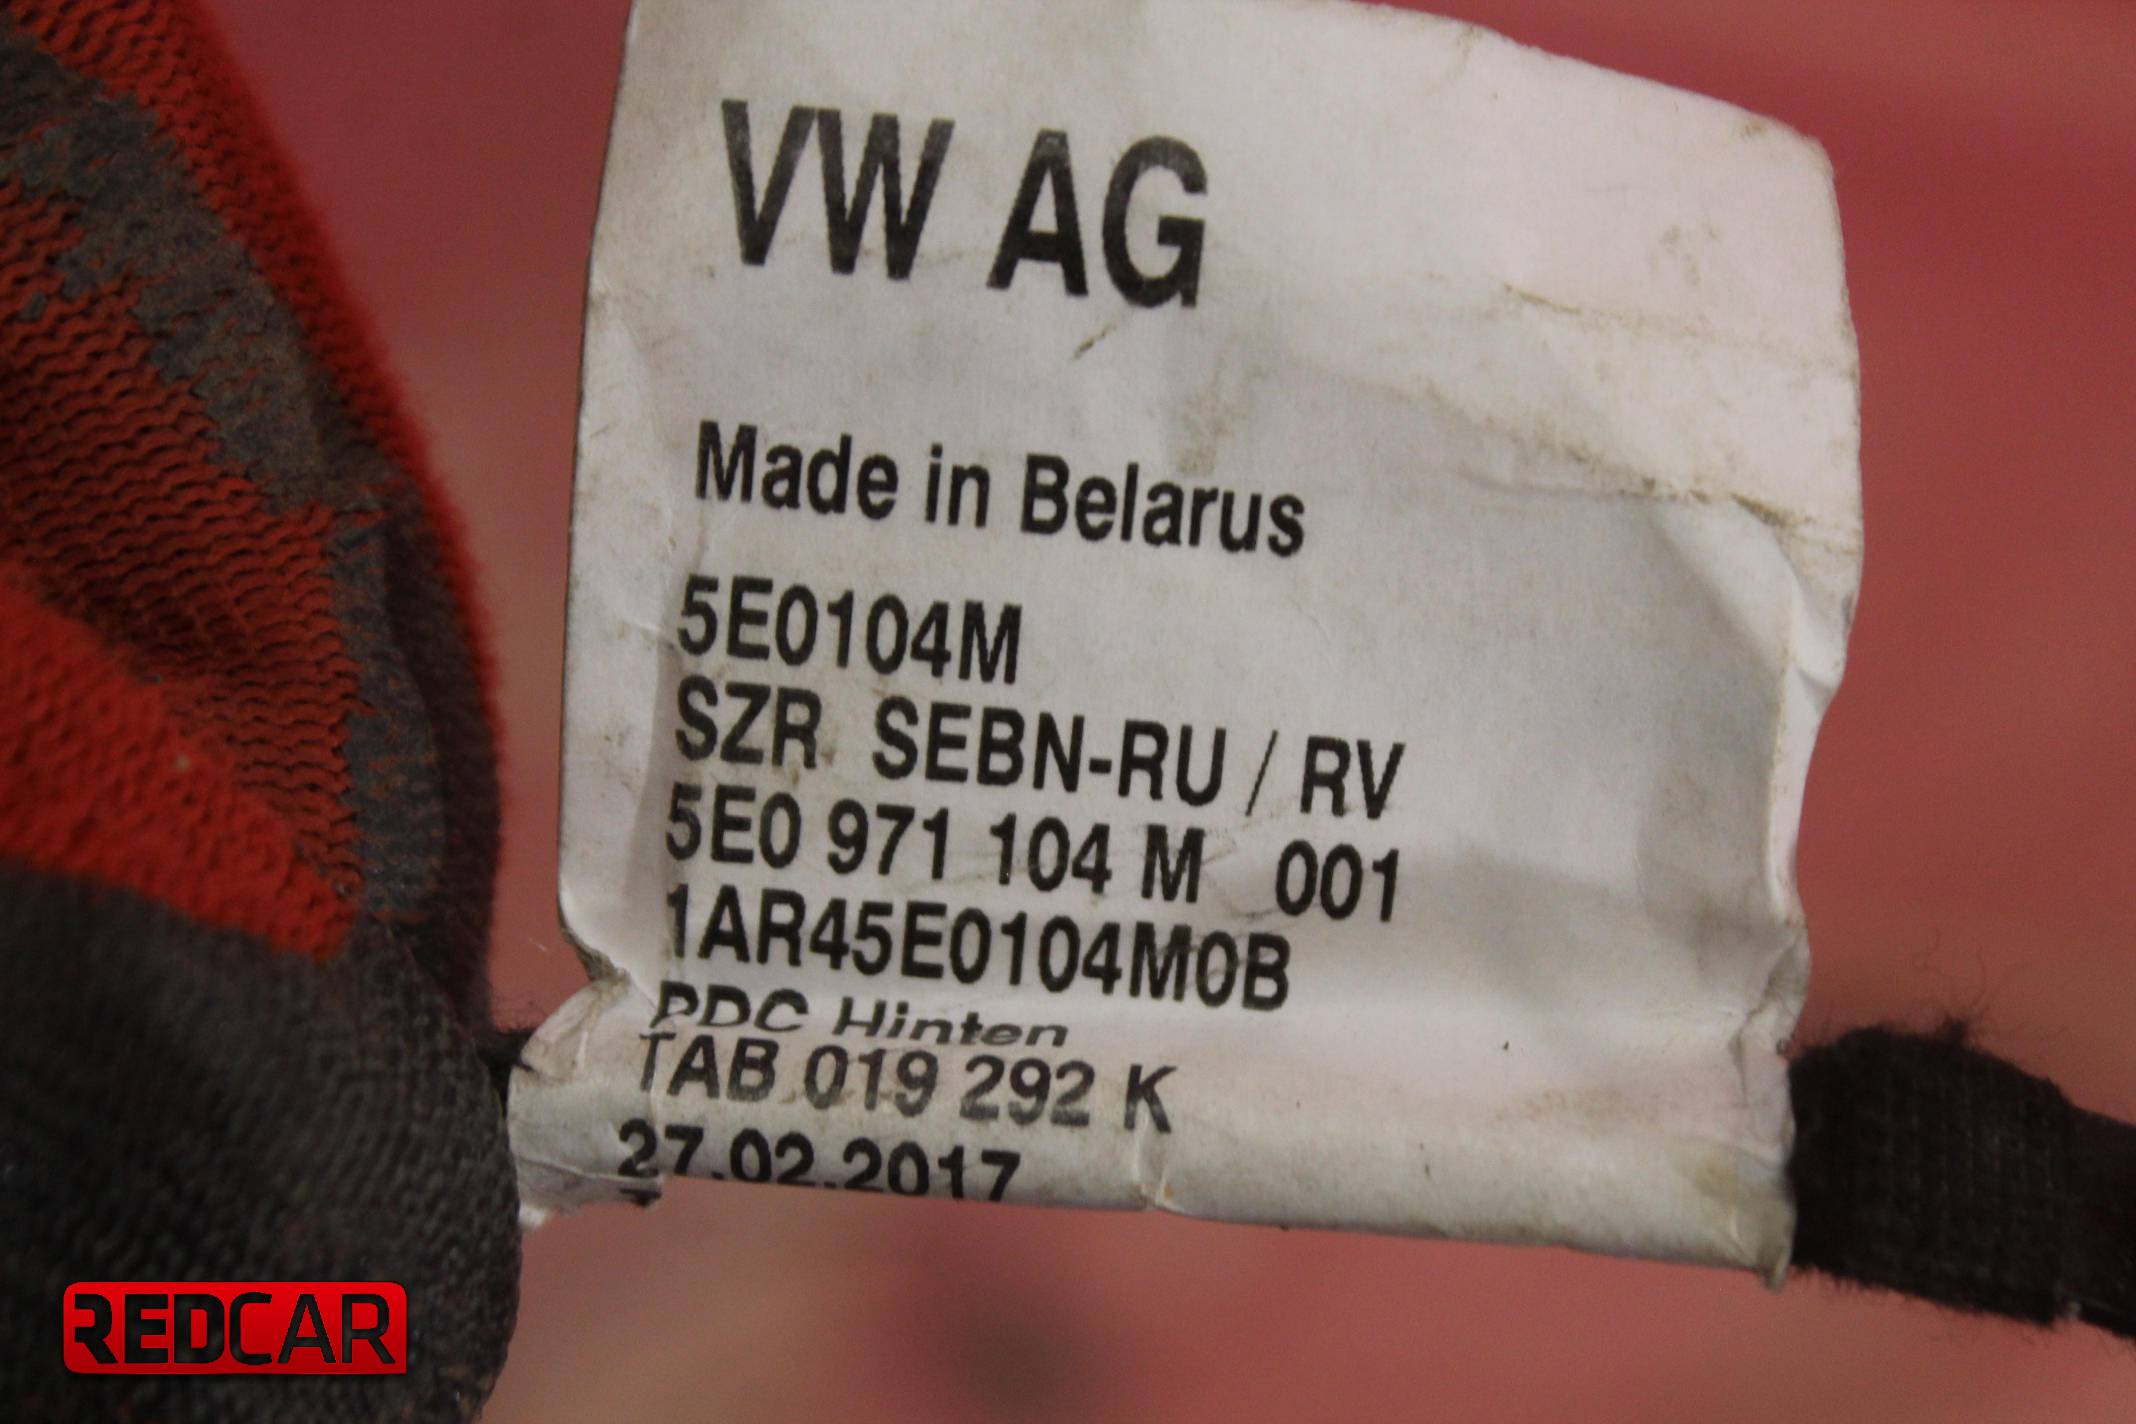 VW AG
Made in Belarus
5E0104M
SZR SEBN-RU / RV
5E0 971 104 M 001
1AR45E0104M0B
PDC Hinten
TAB 019 292 K
27.02.2017
REDCAR